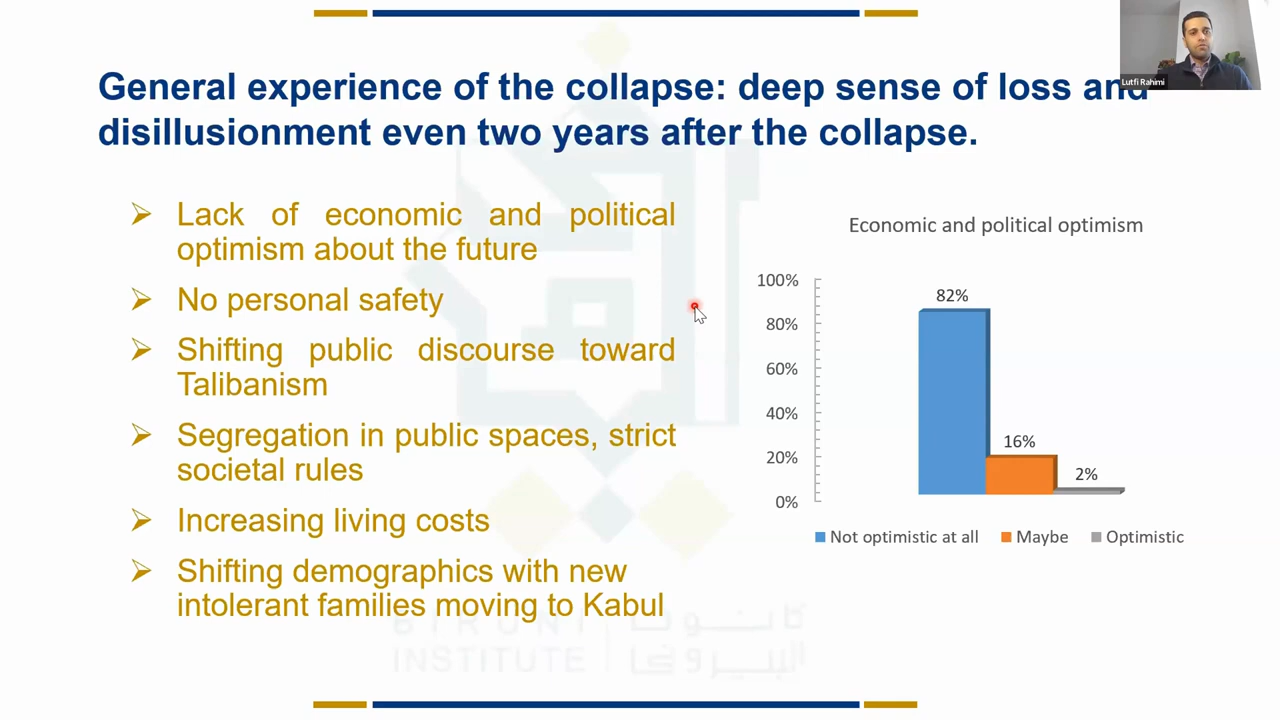 Lutfi Rahimi
General experience of the collapse: deep sense of loss and
disillusionment even two years after the collapse.
Lack of economic and political
optimism about the future
No personal safety
Shifting public discourse toward
Talibanism
Segregation in public spaces, strict
societal rules
Increasing living costs
Shifting demographics with new
intolerant families moving to Kabul
Economic and political optimism
100%
80%
60%
40%
20%
0%
82%
16%
2%
Not optimistic at all Maybe Optimistic
BIRUNI
INSTITUTE